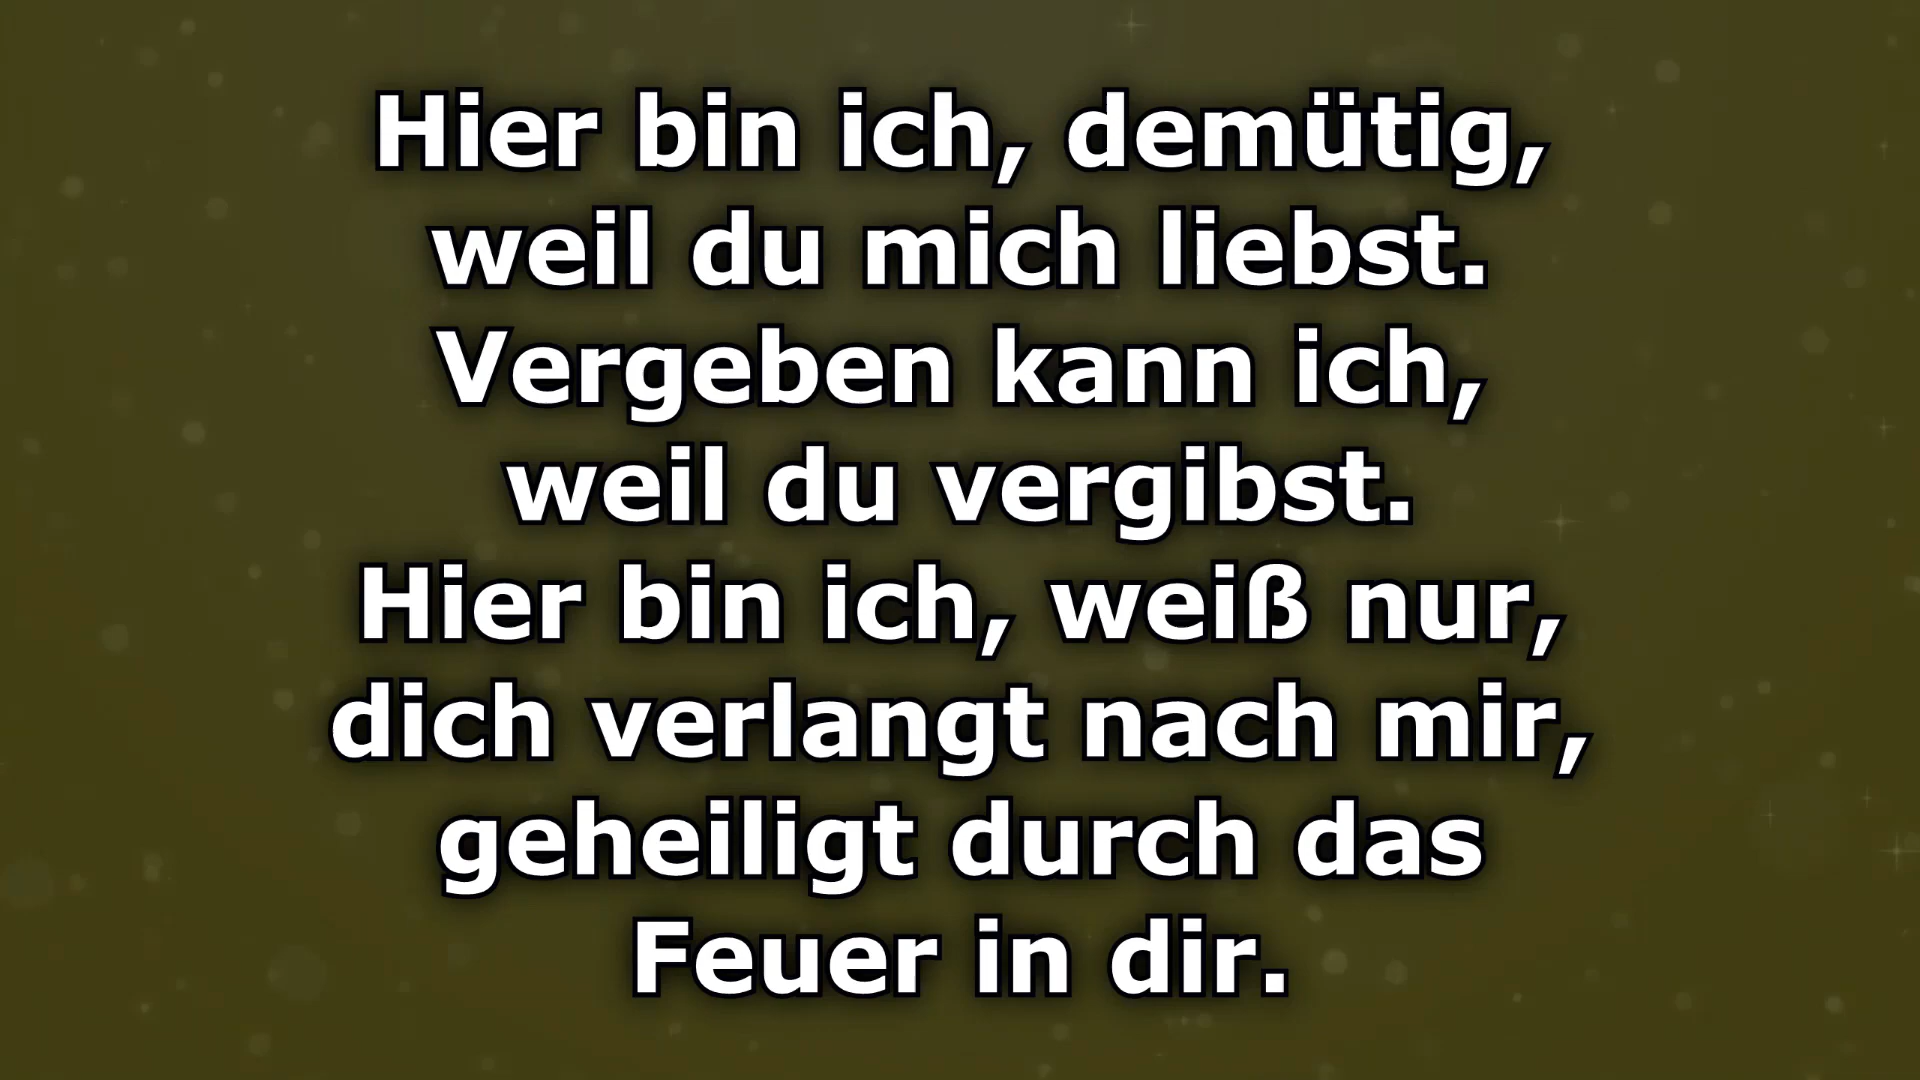 Hier bin ich, demütig,
weil du mich liebst.
Vergeben kann ich,
weil du vergibst.
Hier bin ich, weiß nur,
dich verlangt nach mir,
geheiligt durch das
Feuer in dir.